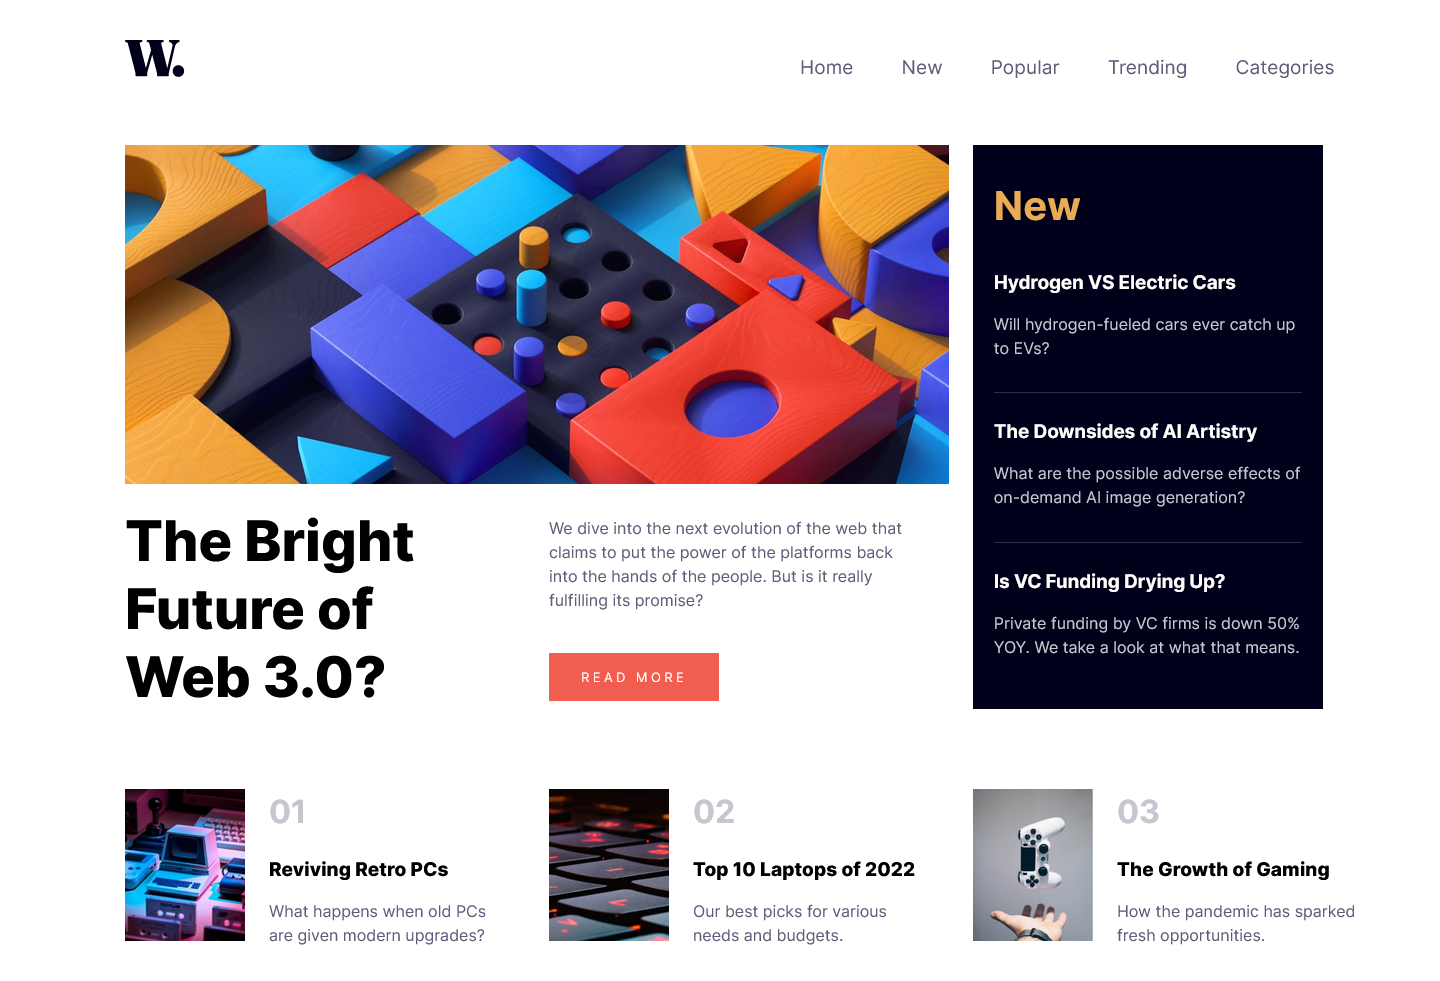 W.
Home New Popular Trending Categories
The Bright
Future of
Web 3.0?
We dive into the next evolution of the web that
claims to put the power of the platforms back
into the hands of the people. But is it really
fulfilling its promise?
READ MORE
New
Hydrogen VS Electric Cars
Will hydrogen-fueled cars ever catch up
to EVs?
The Downsides of AI Artistry
What are the possible adverse effects of
on-demand AI image generation?
Is VC Funding Drying Up?
Private funding by VC firms is down 50%
YOY. We take a look at what that means.
01
Reviving Retro PCs
What happens when old PCs
are given modern upgrades?
02
Top 10 Laptops of 2022
Our best picks for various
needs and budgets.
03
The Growth of Gaming
How the pandemic has sparked
fresh opportunities.